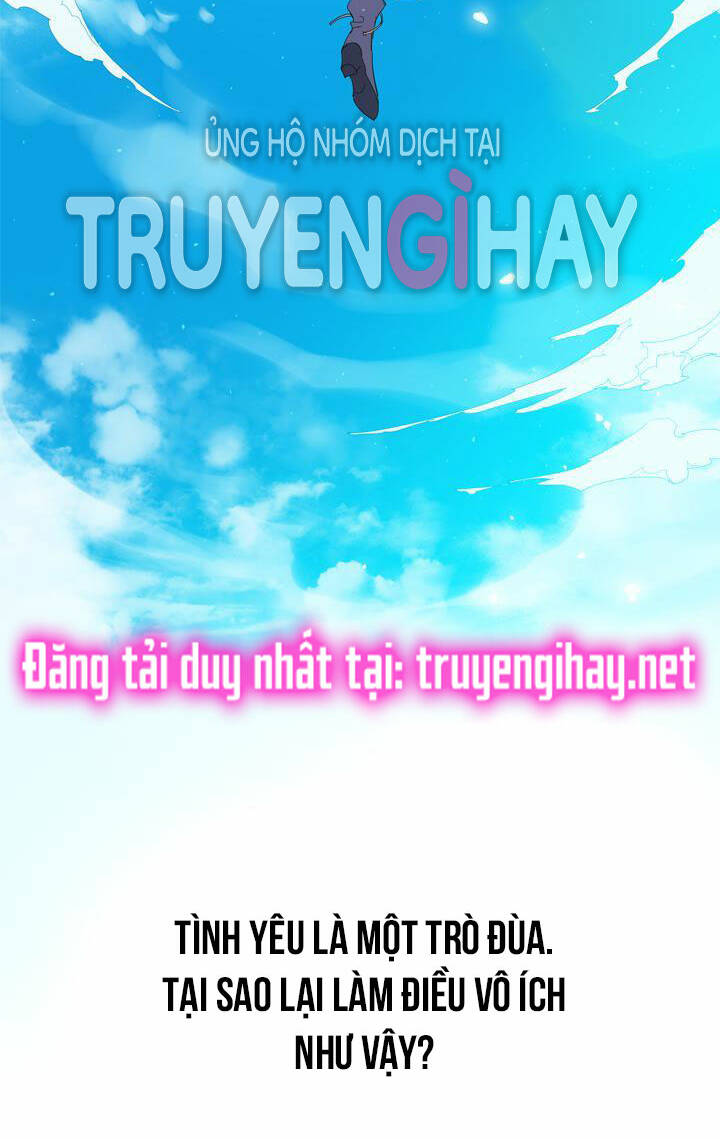 ỦNG HỘ NHÓM DỊCH TẠI
TRUYENGÌHAY
Đăng tải duy nhất tại: truyengihay.net
TÌNH YÊU LÀ MỘT TRÒ ĐÙA.
TẠI SAO LẠI LÀM ĐIỀU VÔ ÍCH
NHƯ VẬY?